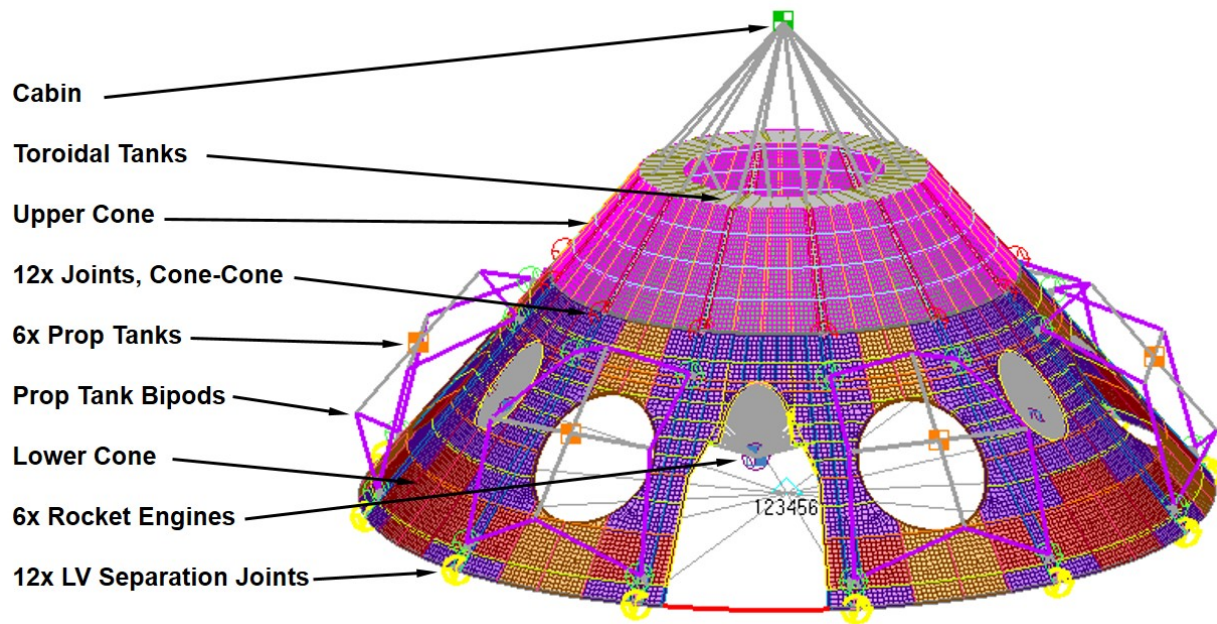 Cabin
Toroidal Tanks
Upper Cone
12x Joints, Cone-Cone
6x Prop Tanks
Prop Tank Bipods
Lower Cone
6x Rocket Engines
123456
12x LV Separation Joints